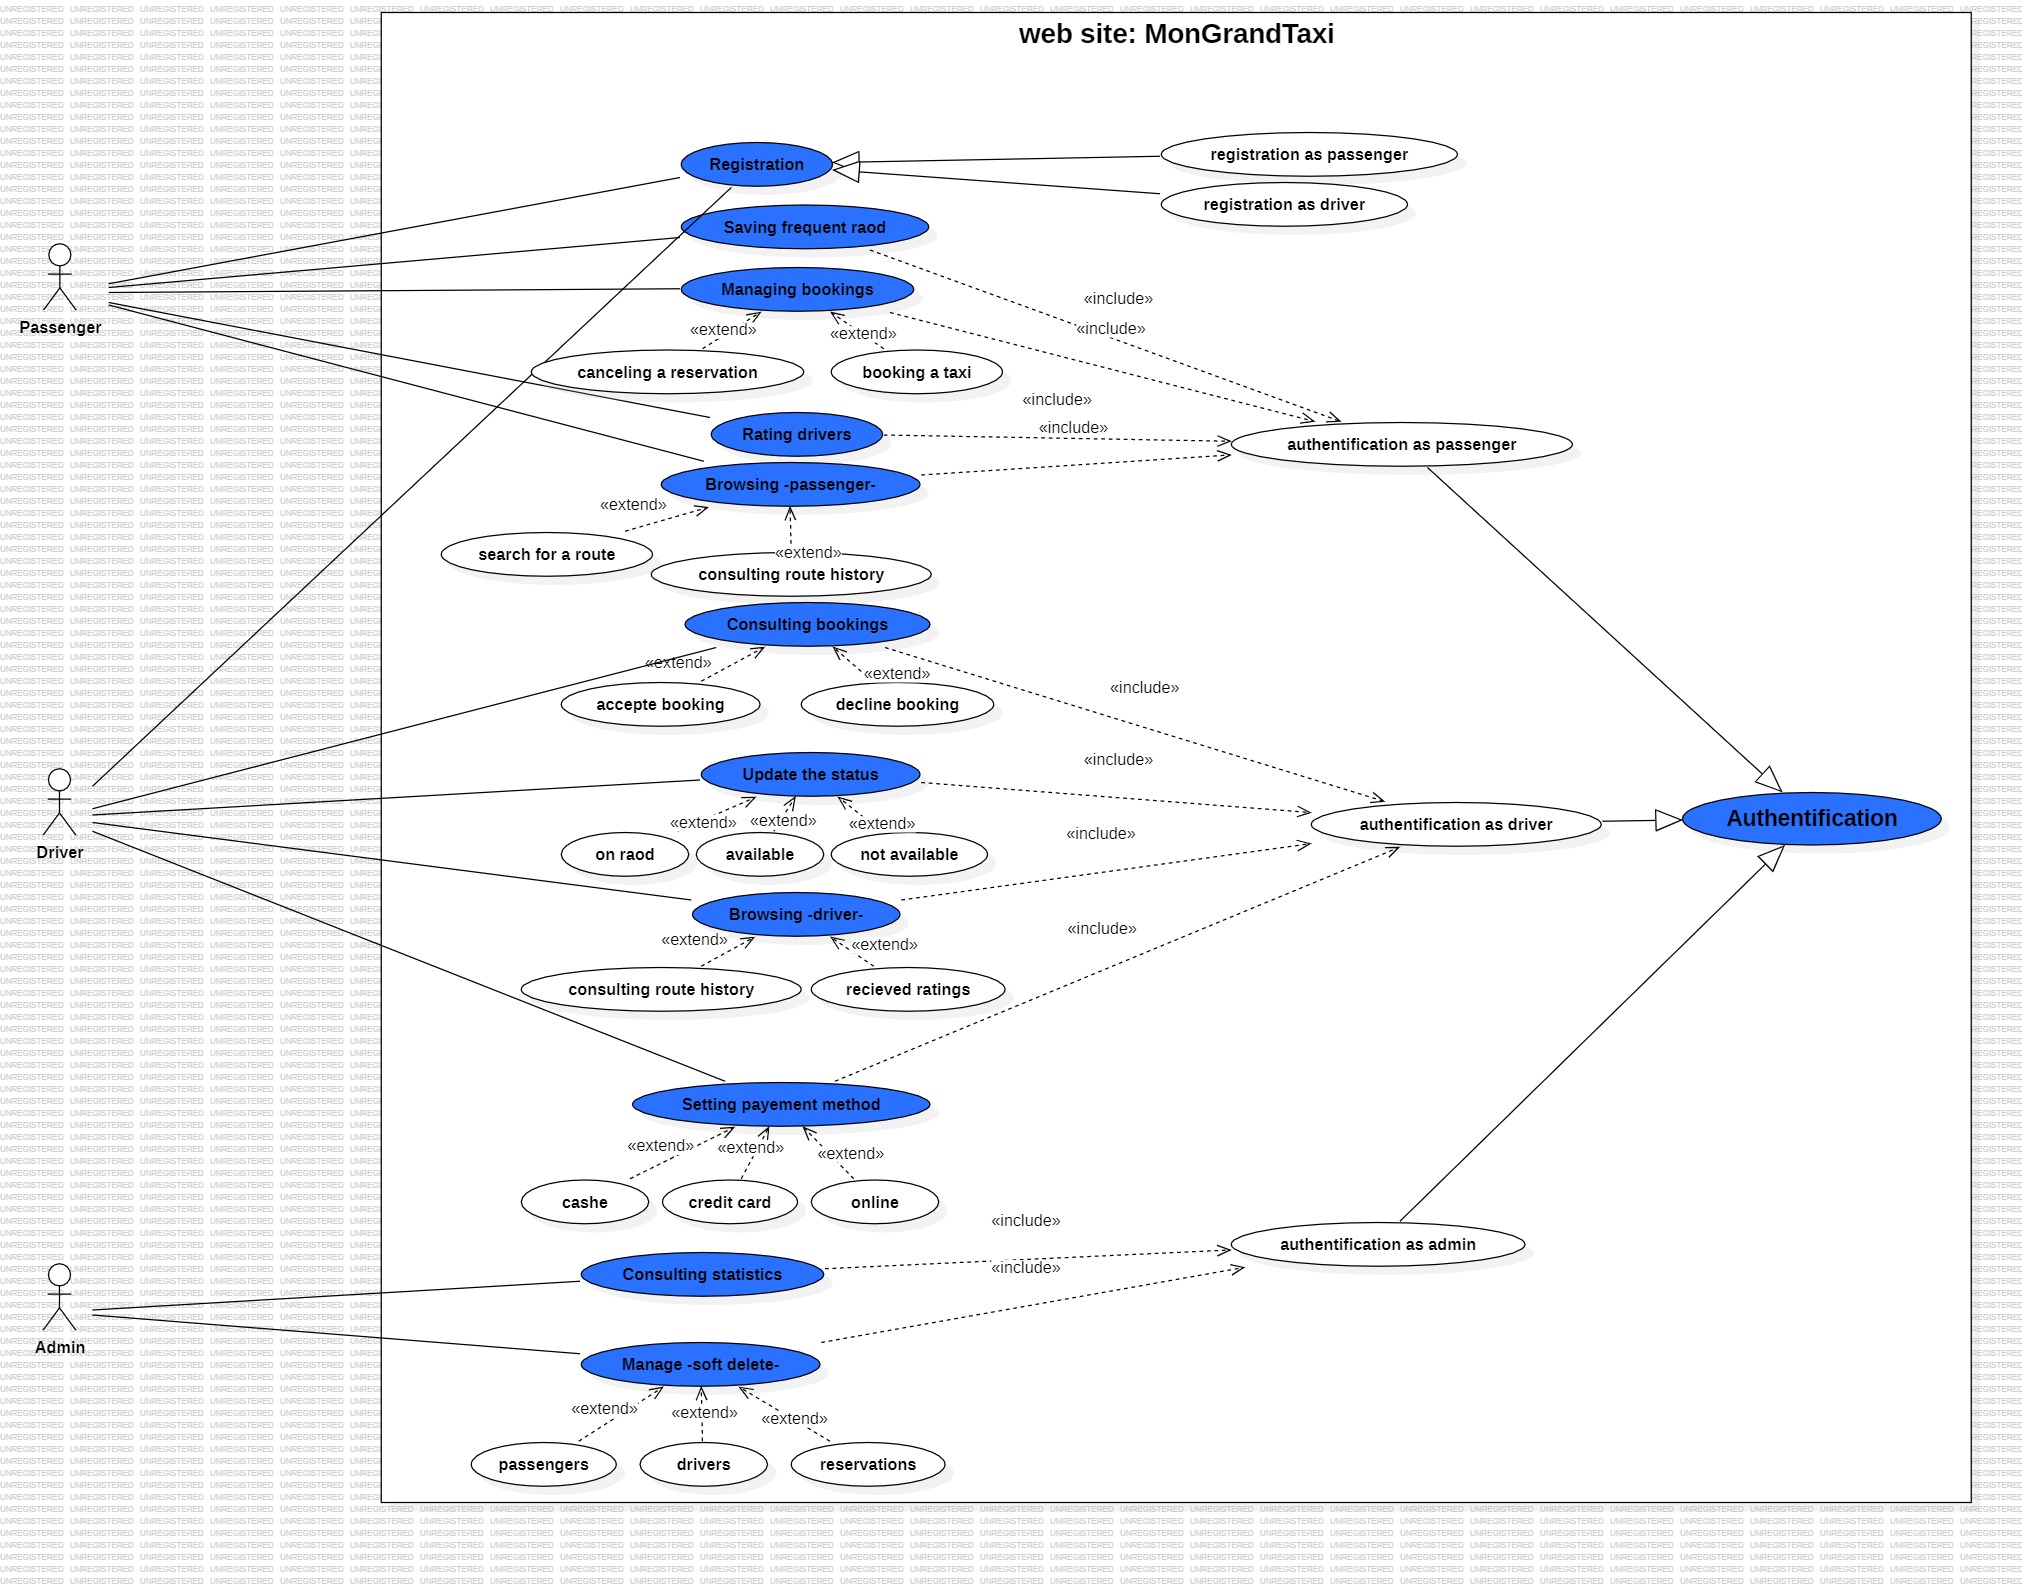 web site: MonGrandTaxi
Registration
registration as passenger
registration as driver
Saving frequent raod
Passenger
Managing bookings
«include»
«include»
«extend»
«extend»
canceling a reservation
booking a taxi
«include»
Rating drivers
«include»
authentification as passenger
Browsing -passenger-
«extend»
search for a route
«extend»
consulting route history
Consulting bookings
«extend»
«extend»
«include»
accepte booking
decline booking
«include»
Update the status
«extend»
«extend»
«extend»
Authentification
authentification as driver
«include»
Driver
on raod
available
not available
Browsing -driver-
«include»
«extend»
«extend»
consulting route history
recieved ratings
Setting payement method
«extend»
«extend»
«extend»
cashe
credit card
online
«include»
authentification as admin
«include»
Consulting statistics
Admin
Manage -soft delete-
«extend»
«extend»
«extend»
passengers
drivers
reservations
UNREGISTERED